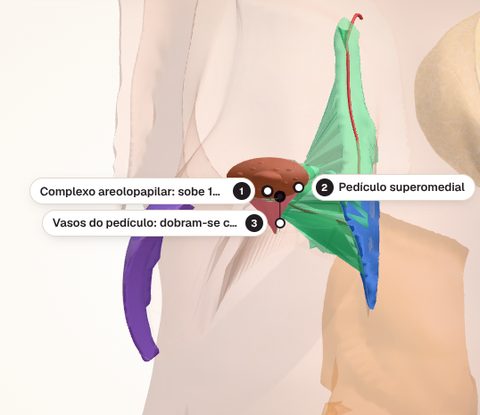 Complexo areolopapilar: sobe 1... 1
2 Pedículo superomedial
Vasos do pedículo: dobram-se c... 3